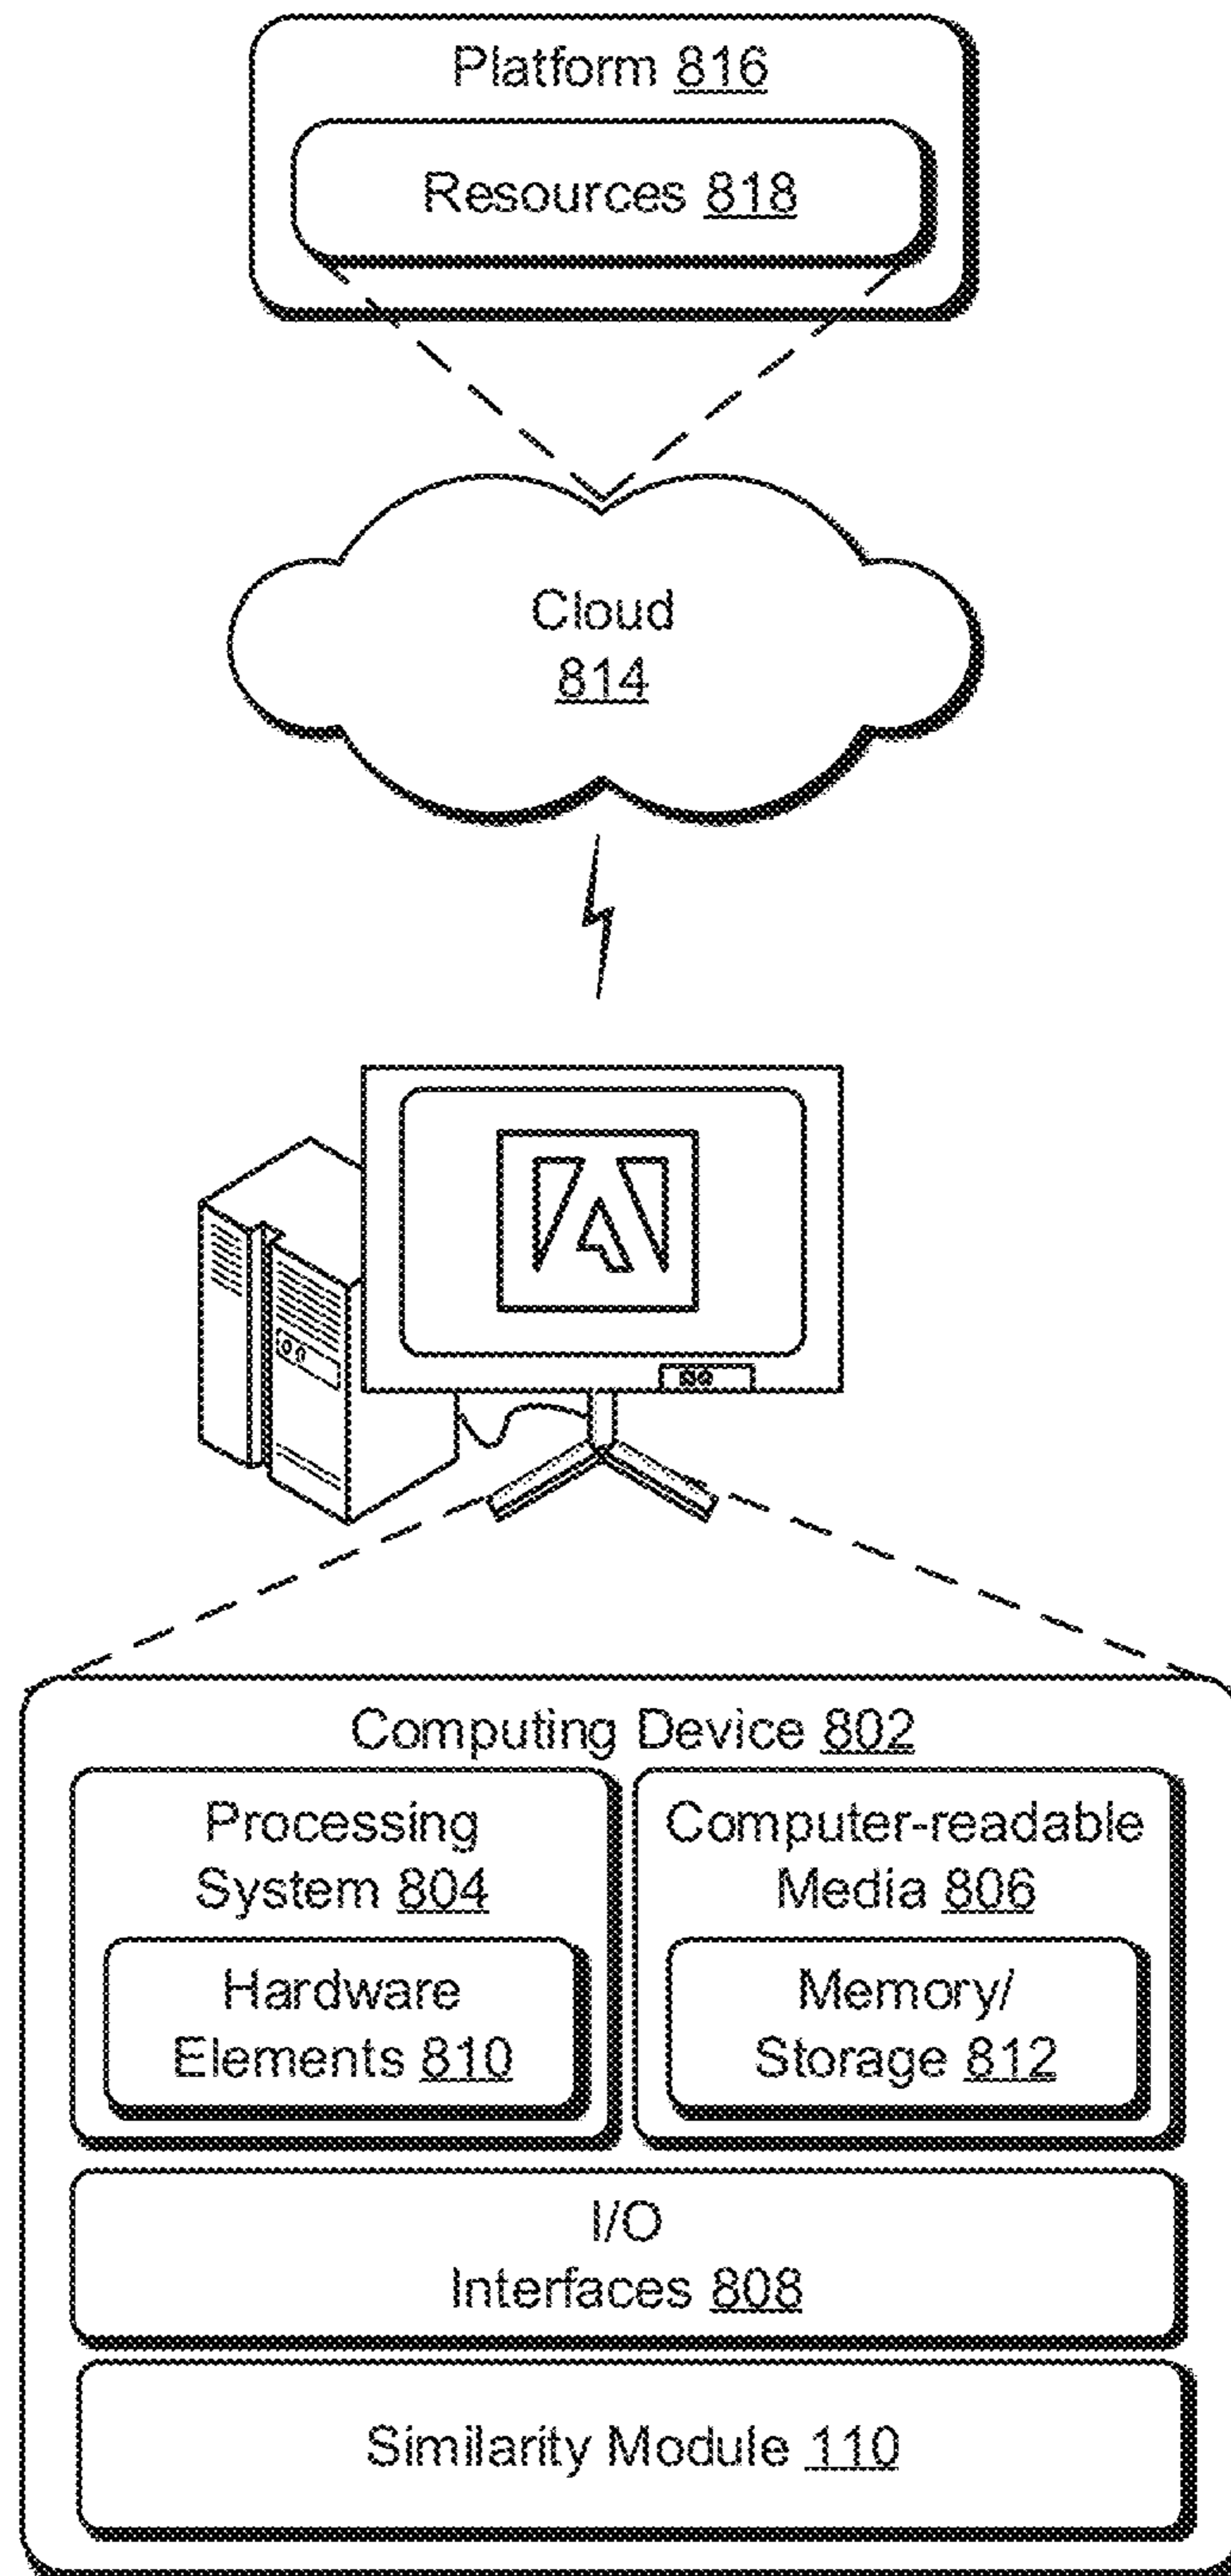 Platform 816
Resources 818
Cloud
814
Computing Device 802
Processing
System 804
Hardware
Elements 810
Computer-readable
Media 806
Memory/
Storage 812
I/O
Interfaces 808
Similarity Module 110